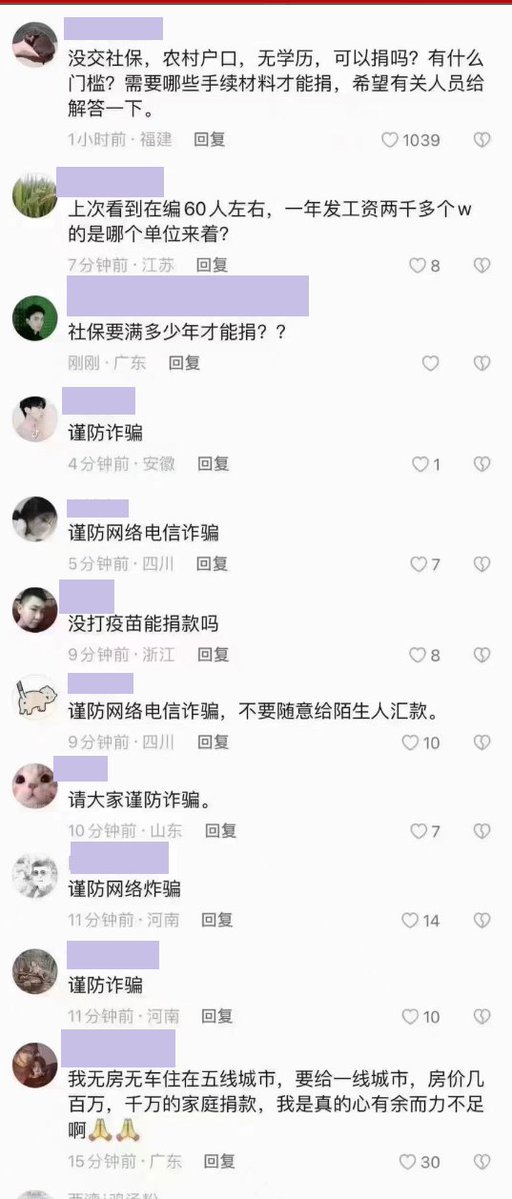 没交社保，农村户口，无学历，可以捐吗？有什么
门槛？需要哪些手续材料才能捐，希望有关人员给
解答一下。
1小时前 · 福建 回复 1039
上次看到在编60人左右，一年发工资两千多个w
的是哪个单位来着？
7分钟前 · 江苏 回复 8
社保要满多少年才能捐？？
刚刚 · 广东 回复
谨防诈骗
4分钟前 · 安徽 回复 1
谨防网络电信诈骗
5分钟前 · 四川 回复 7
没打疫苗能捐款吗
9分钟前 · 浙江 回复 8
谨防网络电信诈骗，不要随意给陌生人汇款。
9分钟前 · 四川 回复 10
请大家谨防诈骗。
10分钟前 · 山东 回复 7
谨防网络炸骗
11分钟前 · 河南 回复 14
谨防诈骗
11分钟前 · 河南 回复 10
我无房无车住在五线城市，要给一线城市，房价几
百万，千万的家庭捐款，我是真的心有余而力不足
啊🙏🙏
15分钟前 · 广东 回复 30